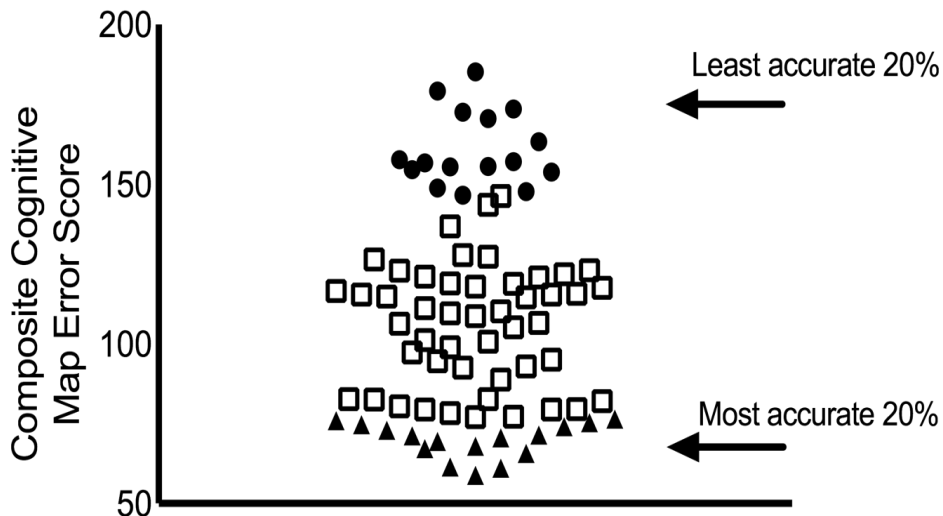 200
Least accurate 20%
150
Composite Cognitive
Map Error Score
100
Most accurate 20%
50